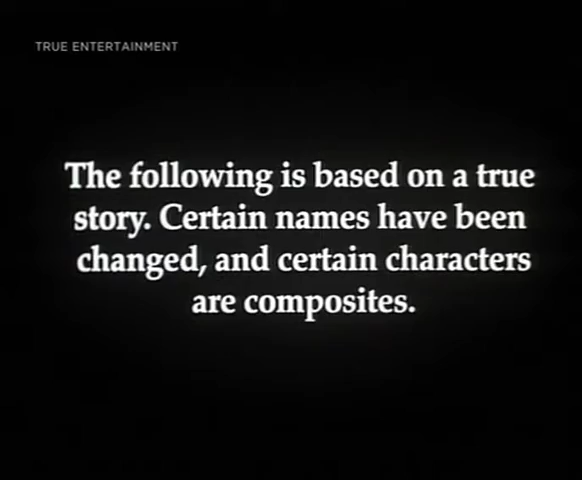 TRUE ENTERTAINMENT
The following is based on a true
story. Certain names have been
changed, and certain characters
are composites.